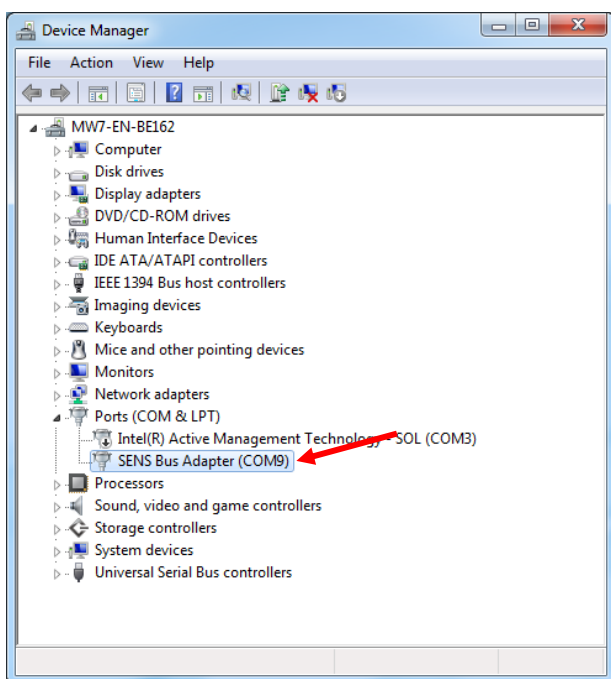 Device Manager
File Action View Help
MW7-EN-BE162
Computer
Disk drives
Display adapters
DVD/CD-ROM drives
Human Interface Devices
IDE ATA/ATAPI controllers
IEEE 1394 Bus host controllers
Imaging devices
Keyboards
Mice and other pointing devices
Monitors
Network adapters
Ports (COM & LPT)
Intel(R) Active Management Technology - SOL (COM3)
SENS Bus Adapter (COM9)
Processors
Sound, video and game controllers
Storage controllers
System devices
Universal Serial Bus controllers